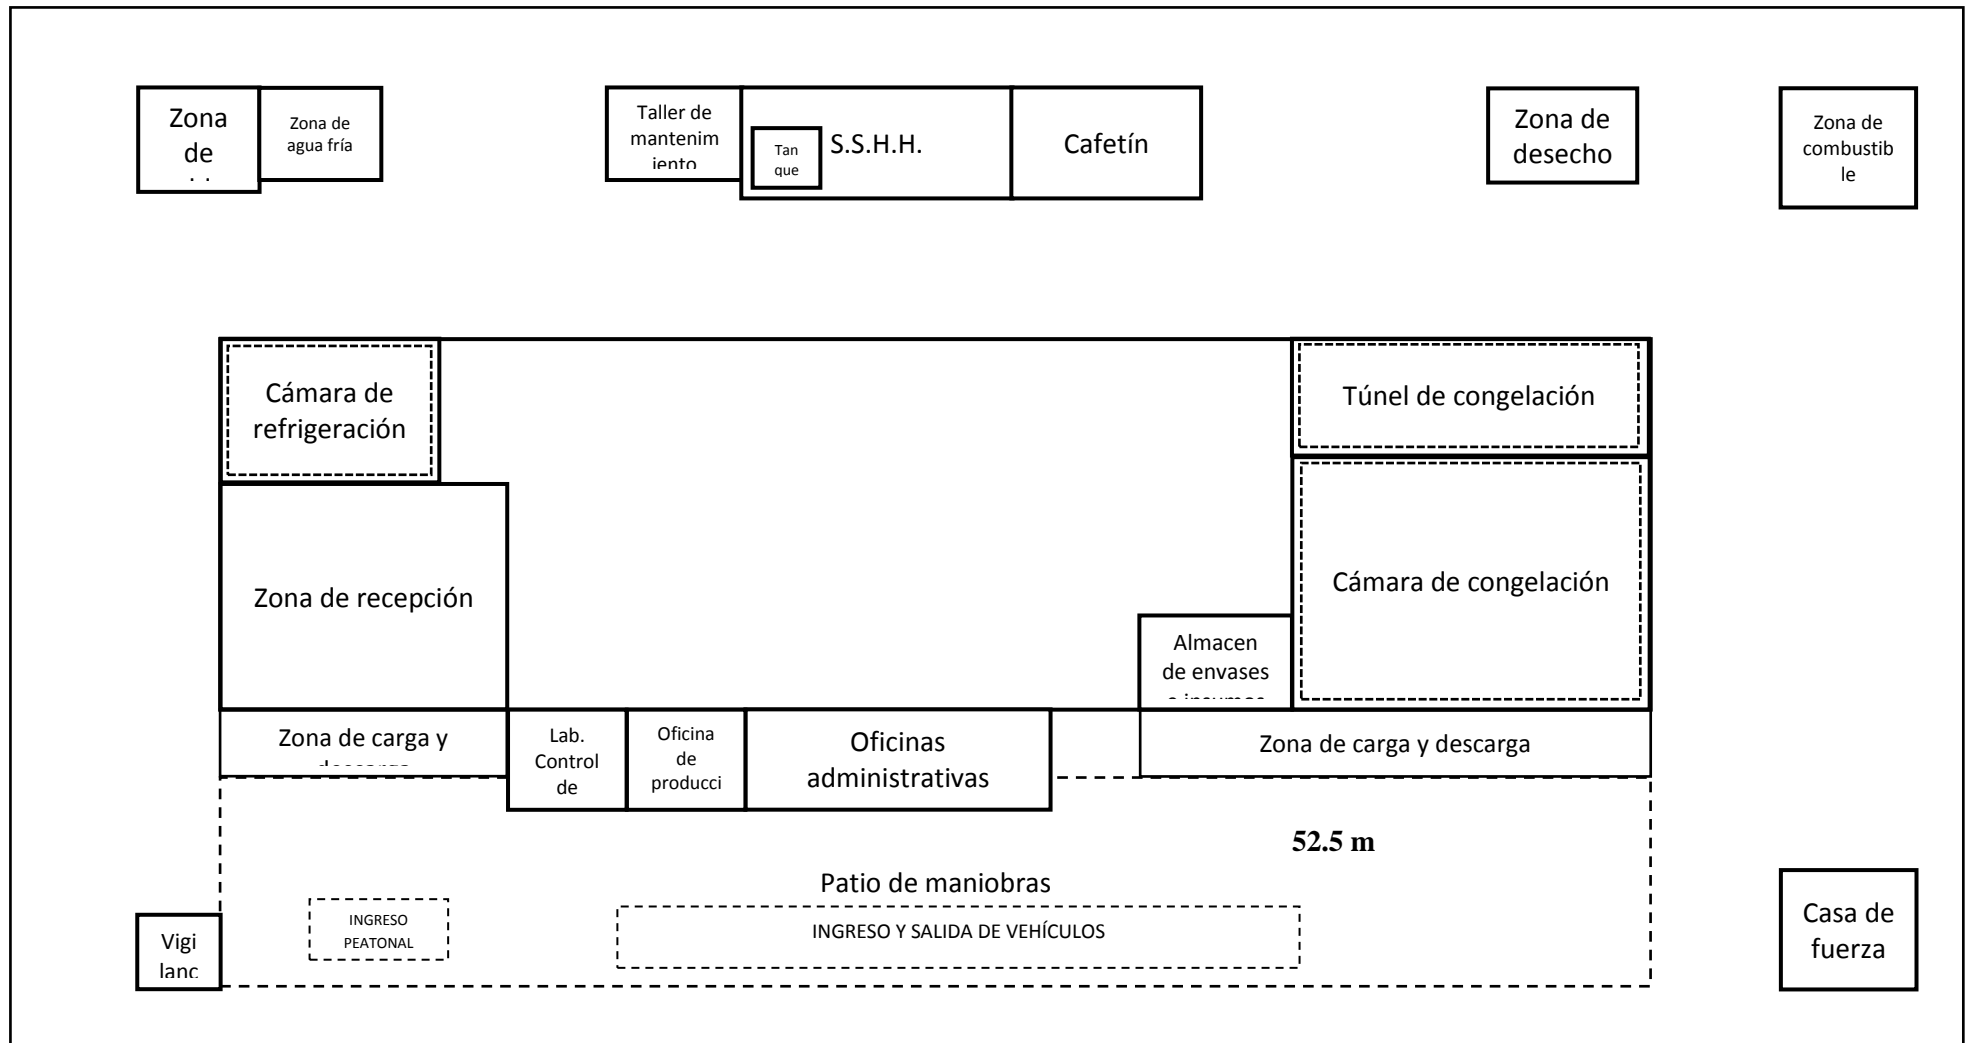 Zona
de
Zona de
agua fría
Taller de
mantenim
iento
Tan
que
S.S.H.H.
Cafetín
Zona de
desecho
Zona de
combustib
le
Cámara de
refrigeración
Túnel de congelación
Zona de recepción
Cámara de congelación
Almacen
de envases
e insumos
Zona de carga y
descarga
Lab.
Control
de
Oficina
de
producci
Oficinas
administrativas
Zona de carga y descarga
52.5 m
Patio de maniobras
INGRESO
PEATONAL
INGRESO Y SALIDA DE VEHÍCULOS
Vigi
lanc
Casa de
fuerza